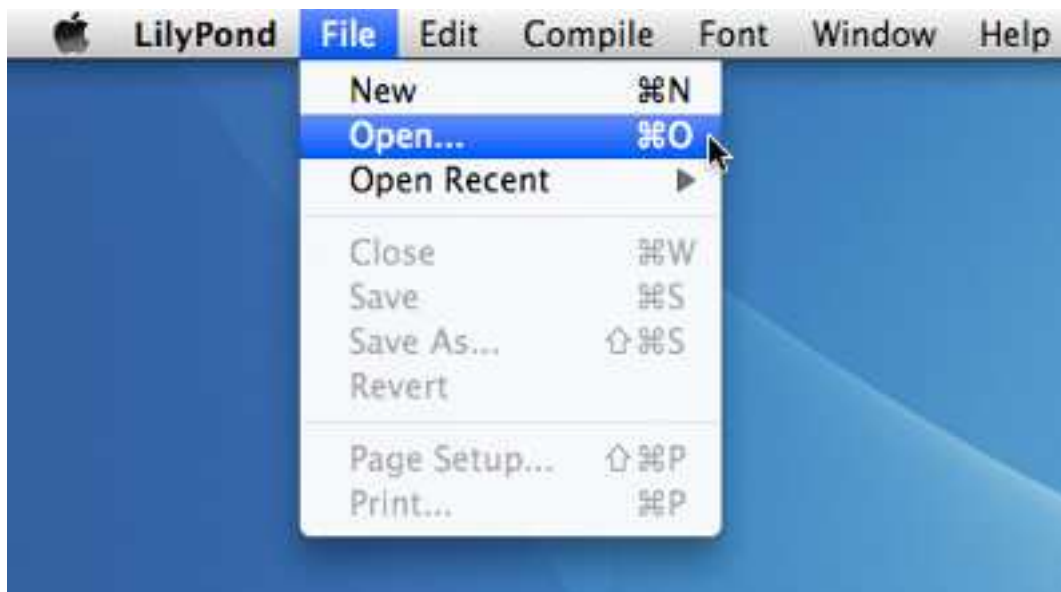 LilyPond File Edit Compile Font Window Help
New ⌘N
Open... ⌘O
Open Recent ▶
Close ⌘W
Save ⌘S
Save As... ⇧⌘S
Revert
Page Setup... ⇧⌘P
Print... ⌘P